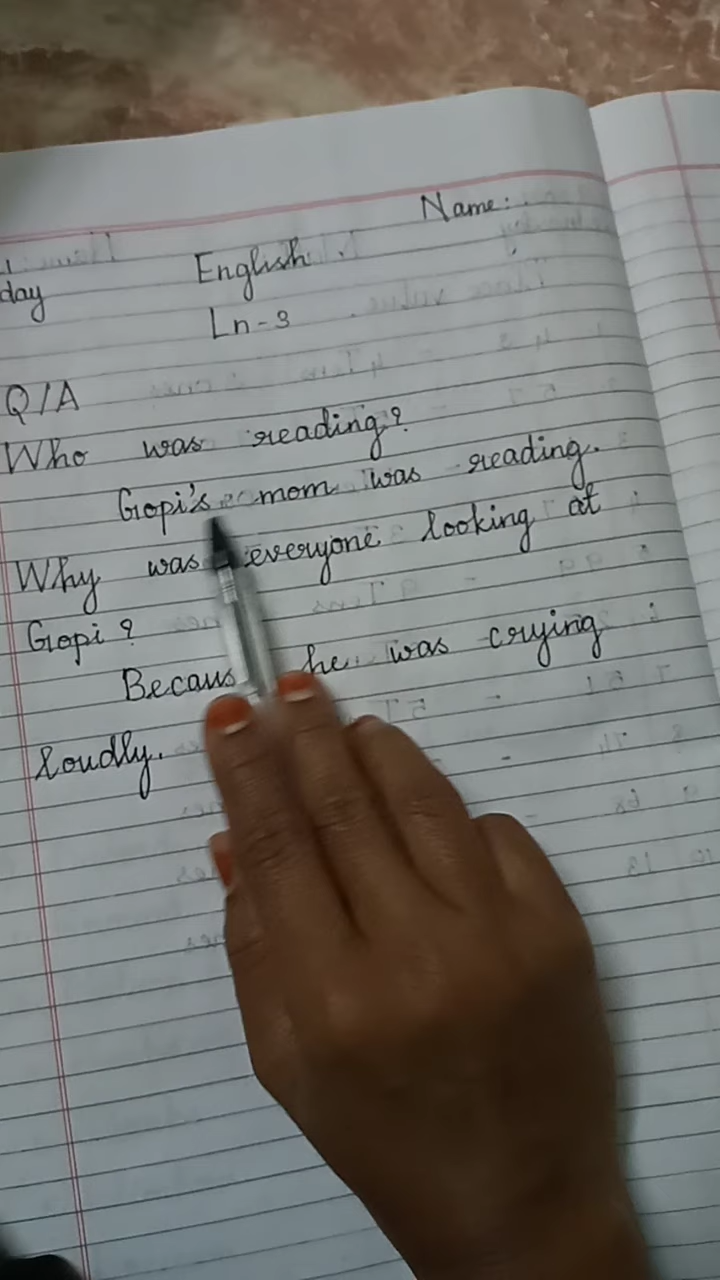 Name:
day
English
Ln-3
Q/A
Who was reading?
Gopi's mom was reading.
Why was everyone looking at
Gopi?
Becaus he was crying
loudly.